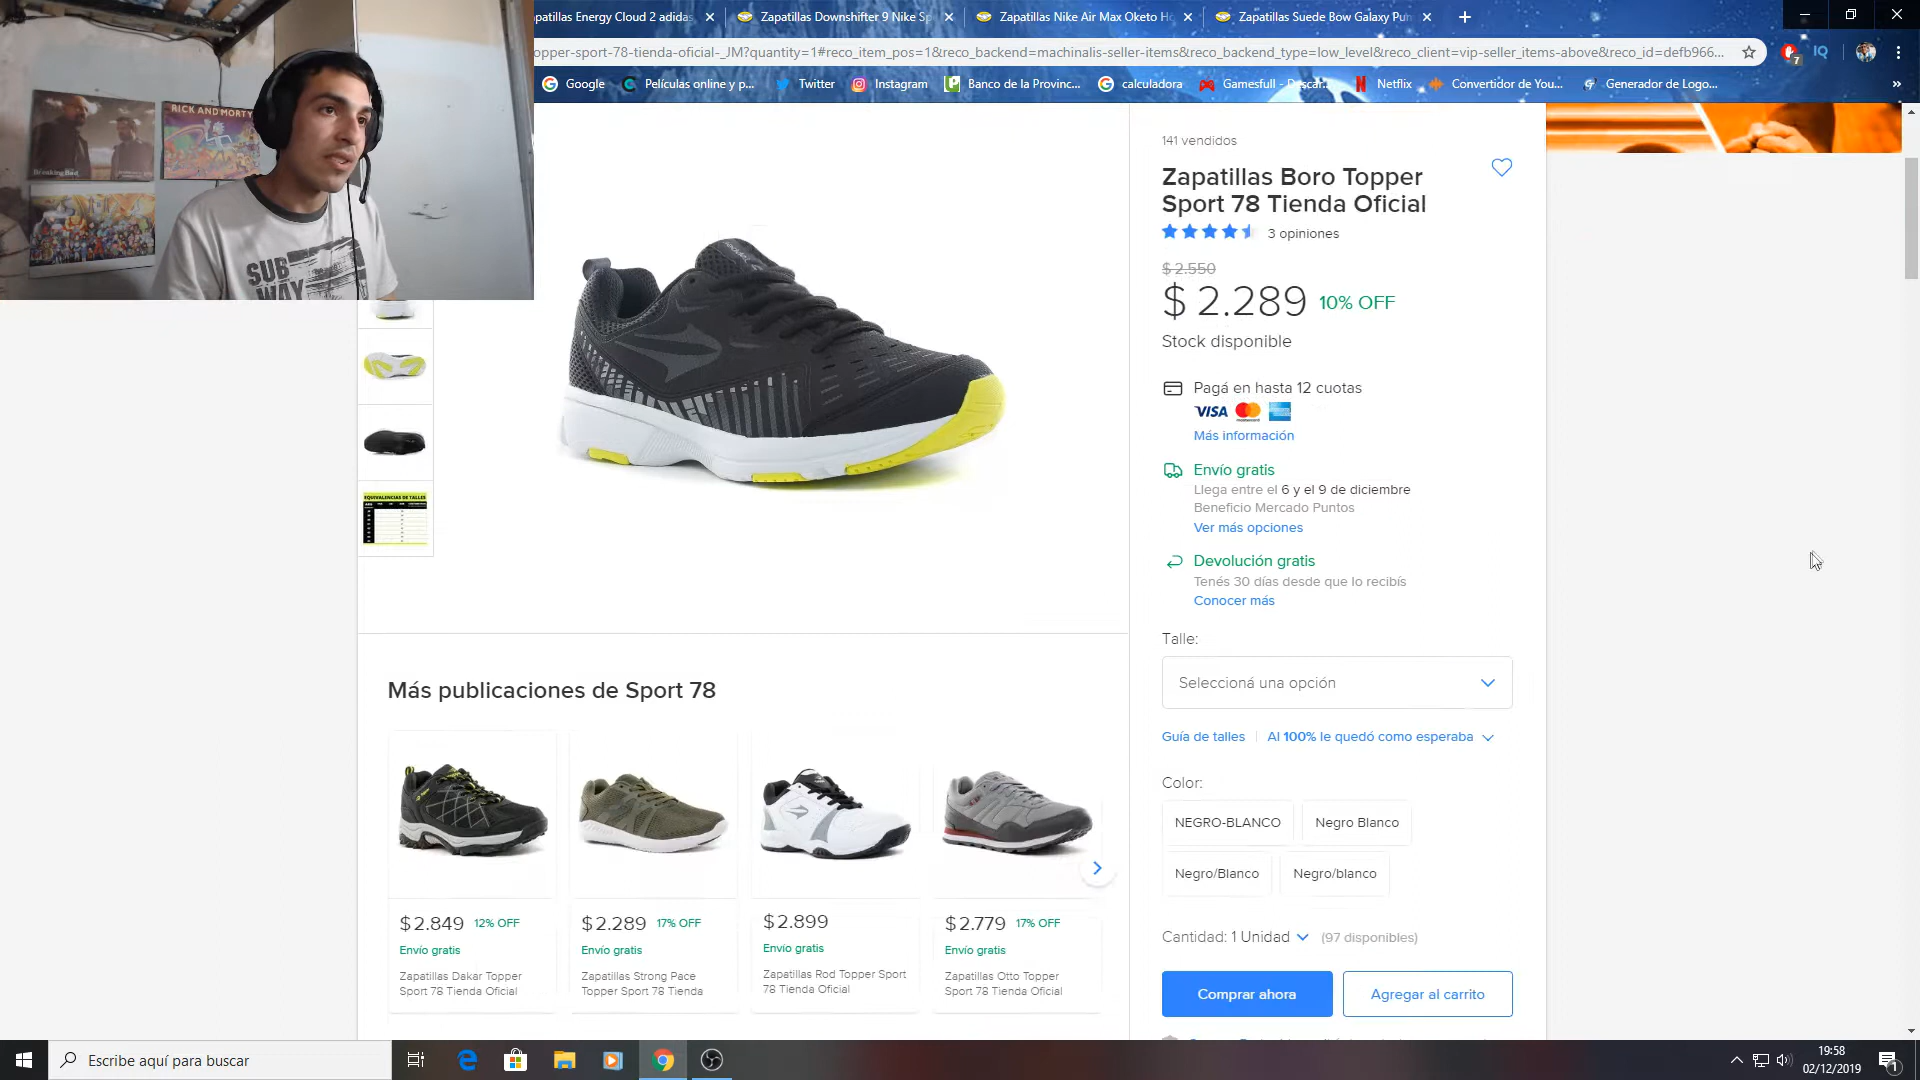 apatillas Energy Cloud 2 adidas
Zapatillas Downshifter 9 Nike Sp
Zapatillas Nike Air Max Oketo H
Zapatillas Suede Bow Galaxy Pum
opper-sport-78-tienda-oficial-_JM?quantity=1#reco_item_pos=1&reco_backend=machinalis-seller-items&reco_backend_type=low_level&reco_client=vip-seller_items-above&reco_id=defb966...
7
IQ
Google
Películas online y p...
Twitter
Instagram
Banco de la Provinc...
calculadora
Gamesfull - Descar...
Netflix
Convertidor de You...
Generador de Logo...
»
RICK AND MORTY
Breaking Bad
SUB
WAY
141 vendidos
Zapatillas Boro Topper
Sport 78 Tienda Oficial
3 opiniones
$ 2.550
$ 2.289 10% OFF
Stock disponible
Pagá en hasta 12 cuotas
VISA
Más información
Envío gratis
Llega entre el 6 y el 9 de diciembre
Beneficio Mercado Puntos
Ver más opciones
Devolución gratis
Tenés 30 días desde que lo recibís
Conocer más
Talle:
Seleccioná una opción
Guía de talles
Al 100% le quedó como esperaba
Color:
NEGRO-BLANCO
Negro Blanco
Negro/Blanco
Negro/blanco
Cantidad: 1 Unidad (97 disponibles)
Comprar ahora
Agregar al carrito
EQUIVALENCIAS DE TALLES
Más publicaciones de Sport 78
$ 2.849 12% OFF
Envío gratis
Zapatillas Dakar Topper
Sport 78 Tienda Oficial
$ 2.289 17% OFF
Envío gratis
Zapatillas Strong Pace
Topper Sport 78 Tienda
$ 2.899
Envío gratis
Zapatillas Rod Topper Sport
78 Tienda Oficial
$ 2.779 17% OFF
Envío gratis
Zapatillas Otto Topper
Sport 78 Tienda Oficial
Escribe aquí para buscar
19:58
02/12/2019
1